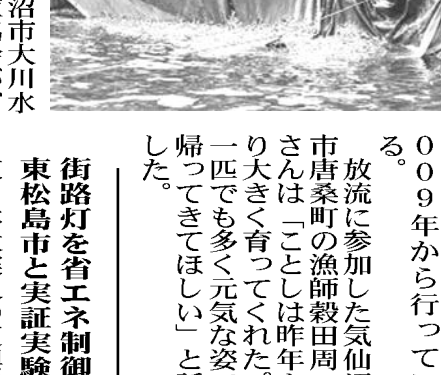 009年から行って
る。
放流に参加した気仙沼
市唐桑町の漁師穀田周
さんは「ことしは昨年
り大きく育ってくれた。
一匹でも多く元気な姿
帰ってきてほしい」と
した。
街路灯を省エネ制御
東松島市と実証実験
沼市大川水